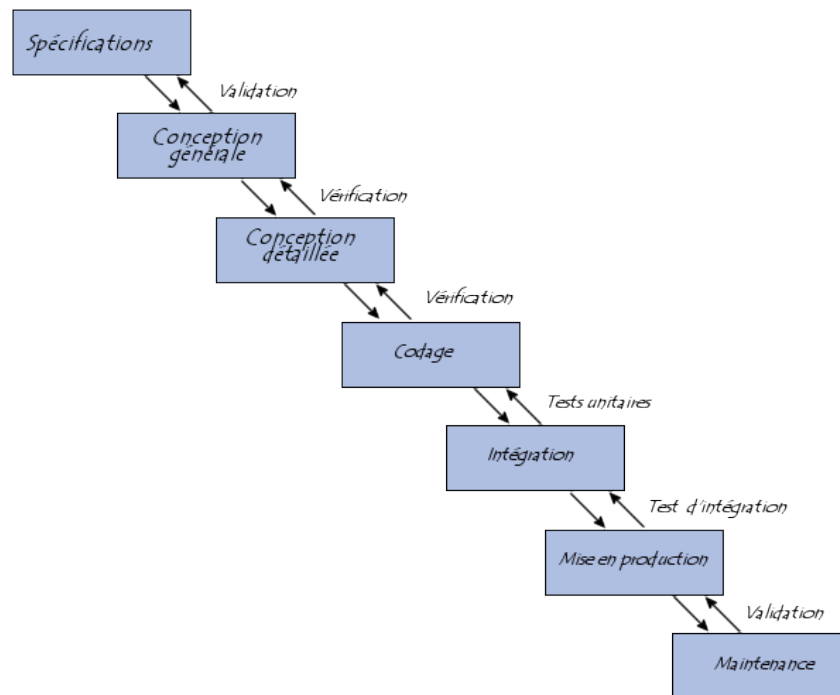 Spécifications
Validation
Conception
générale
Vérification
Conception
détaillée
Vérification
Codage
Tests unitaires
Intégration
Test d'intégration
Mise en production
Validation
Maintenance